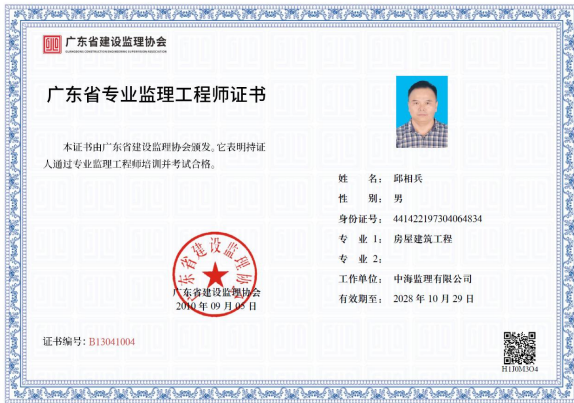 广东省建设监理协会
广东省专业监理工程师证书
本证书由广东省建设监理协会颁发。它表明持证
人通过专业监理工程师培训并考试合格。
姓 名: 邱相兵
性 别: 男
身份证号: 441422197304064834
专 业 1: 房屋建筑工程
专 业 2:
工作单位: 中海监理有限公司
有效期至: 2028 年 10 月 29 日
广东省建设监理协会
广东省建设监理协会
2010 年 09 月 05 日
证书编号: B13041004
H1J0M3O4